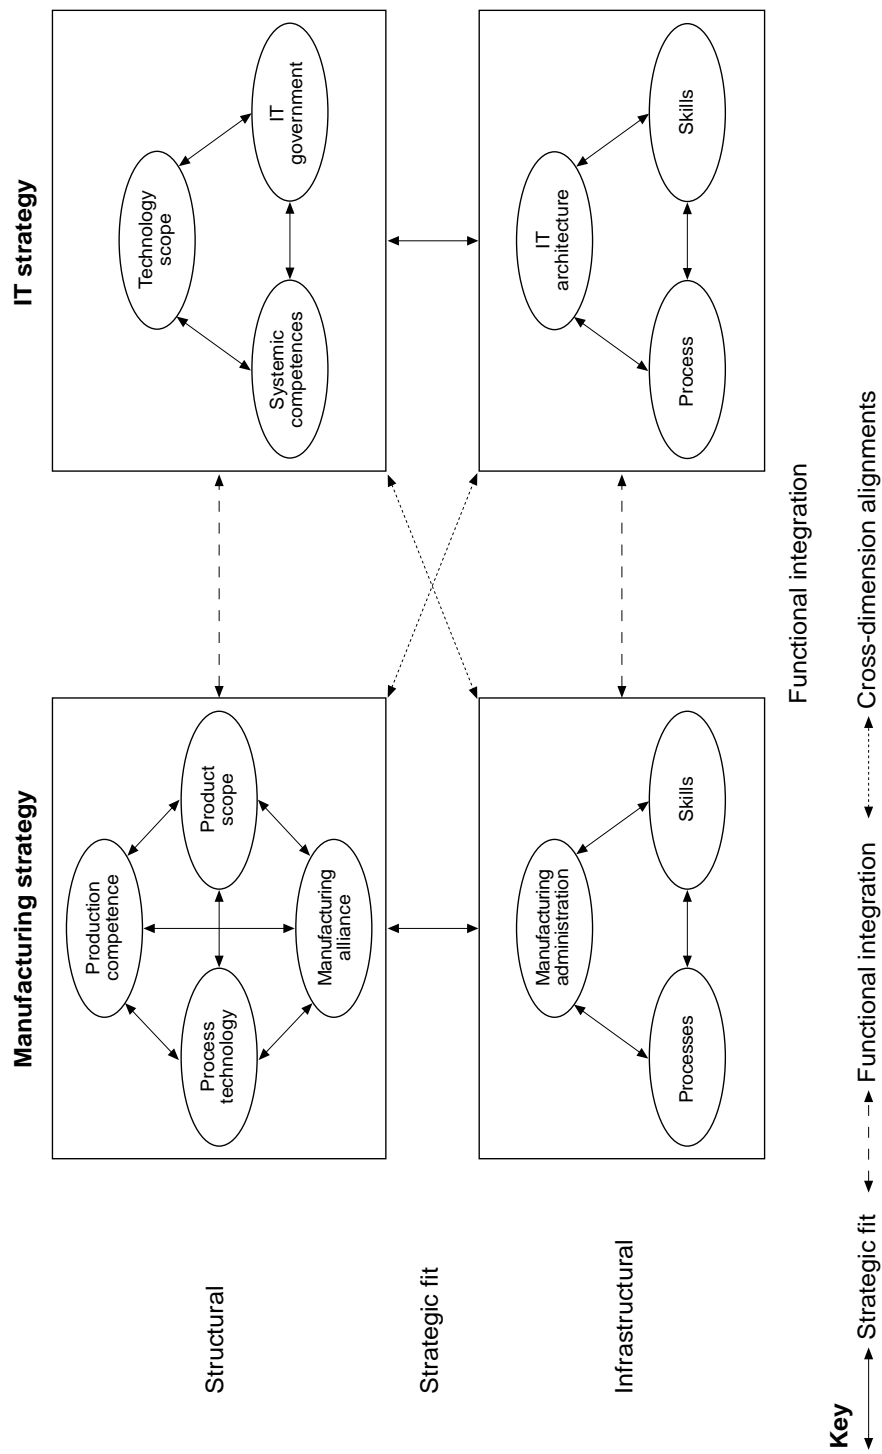 Manufacturing strategy
IT strategy
Structural
Production
competence
Process
technology
Product
scope
Manufacturing
alliance
Technology
scope
Systemic
competences
IT
government
Strategic fit
Infrastructural
Manufacturing
administration
Processes
Skills
IT
architecture
Process
Skills
Functional integration
Key
Strategic fit
Functional integration
Cross-dimension alignments